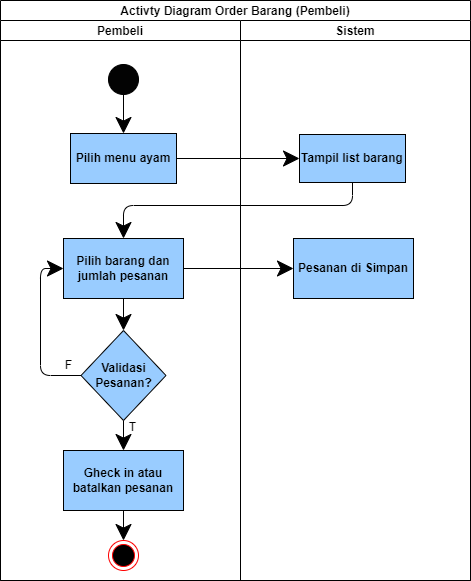 Activty Diagram Order Barang (Pembeli)
Pembeli
Sistem
Pilih menu ayam
Tampil list barang
Pilih barang dan
jumlah pesanan
Pesanan di Simpan
F
Validasi
Pesanan?
T
Gheck in atau
batalkan pesanan